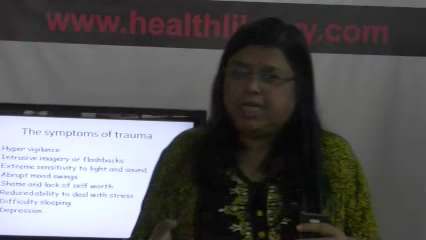 www.healthlibrary.com
The symptoms of trauma
Hyper vigilance
Intrusive imagery or flashbacks
Extreme sensitivity to light and sound
Abrupt mood swings
Shame and lack of self worth
Reduced ability to deal with stress
Difficulty sleeping
Depression